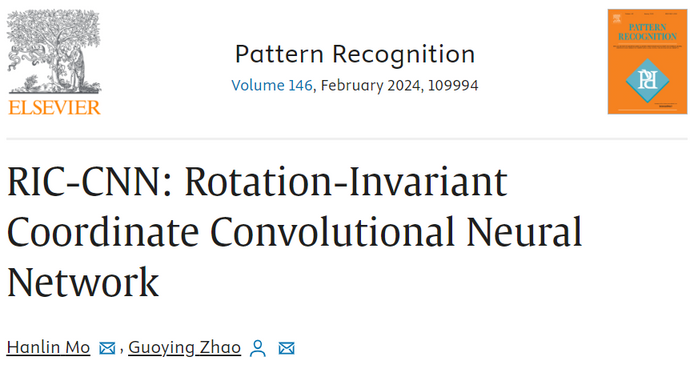 ELSEVIER
Pattern Recognition
Volume 146, February 2024, 109994
PATTERN
RECOGNITION
RIC-CNN: Rotation-Invariant
Coordinate Convolutional Neural
Network
Hanlin Mo , Guoying Zhao